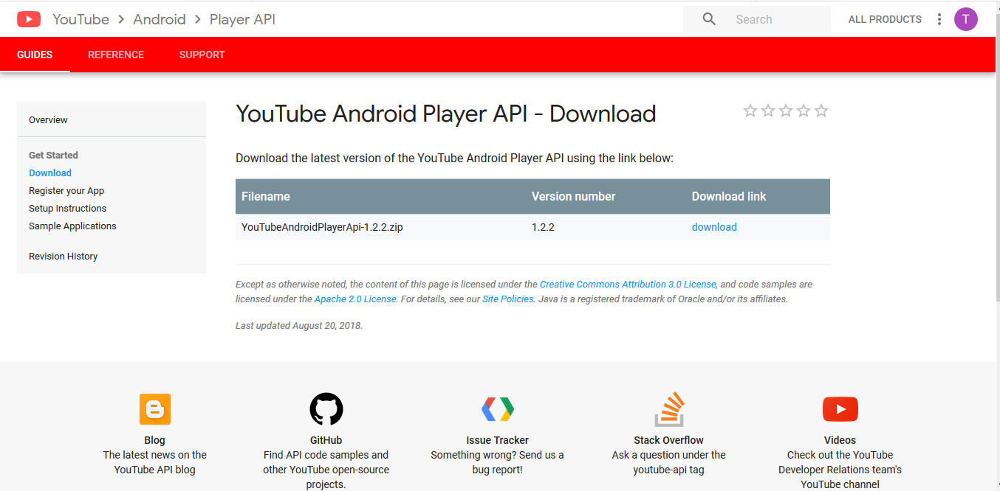 YouTube > Android > Player API
Search
ALL PRODUCTS
T
GUIDES
REFERENCE
SUPPORT
Overview
Get Started
Download
Register your App
Setup Instructions
Sample Applications
Revision History
YouTube Android Player API - Download
Download the latest version of the YouTube Android Player API using the link below:
Filename Version number Download link
YouTubeAndroidPlayerApi-1.2.2.zip 1.2.2 download
Except as otherwise noted, the content of this page is licensed under the Creative Commons Attribution 3.0 License, and code samples are
licensed under the Apache 2.0 License. For details, see our Site Policies. Java is a registered trademark of Oracle and/or its affiliates.
Last updated August 20, 2018.
Blog
The latest news on the
YouTube API blog
GitHub
Find API code samples and
other YouTube open-source
projects.
Issue Tracker
Something wrong? Send us a
bug report!
Stack Overflow
Ask a question under the
youtube-api tag
Videos
Check out the YouTube
Developer Relations team's
YouTube channel